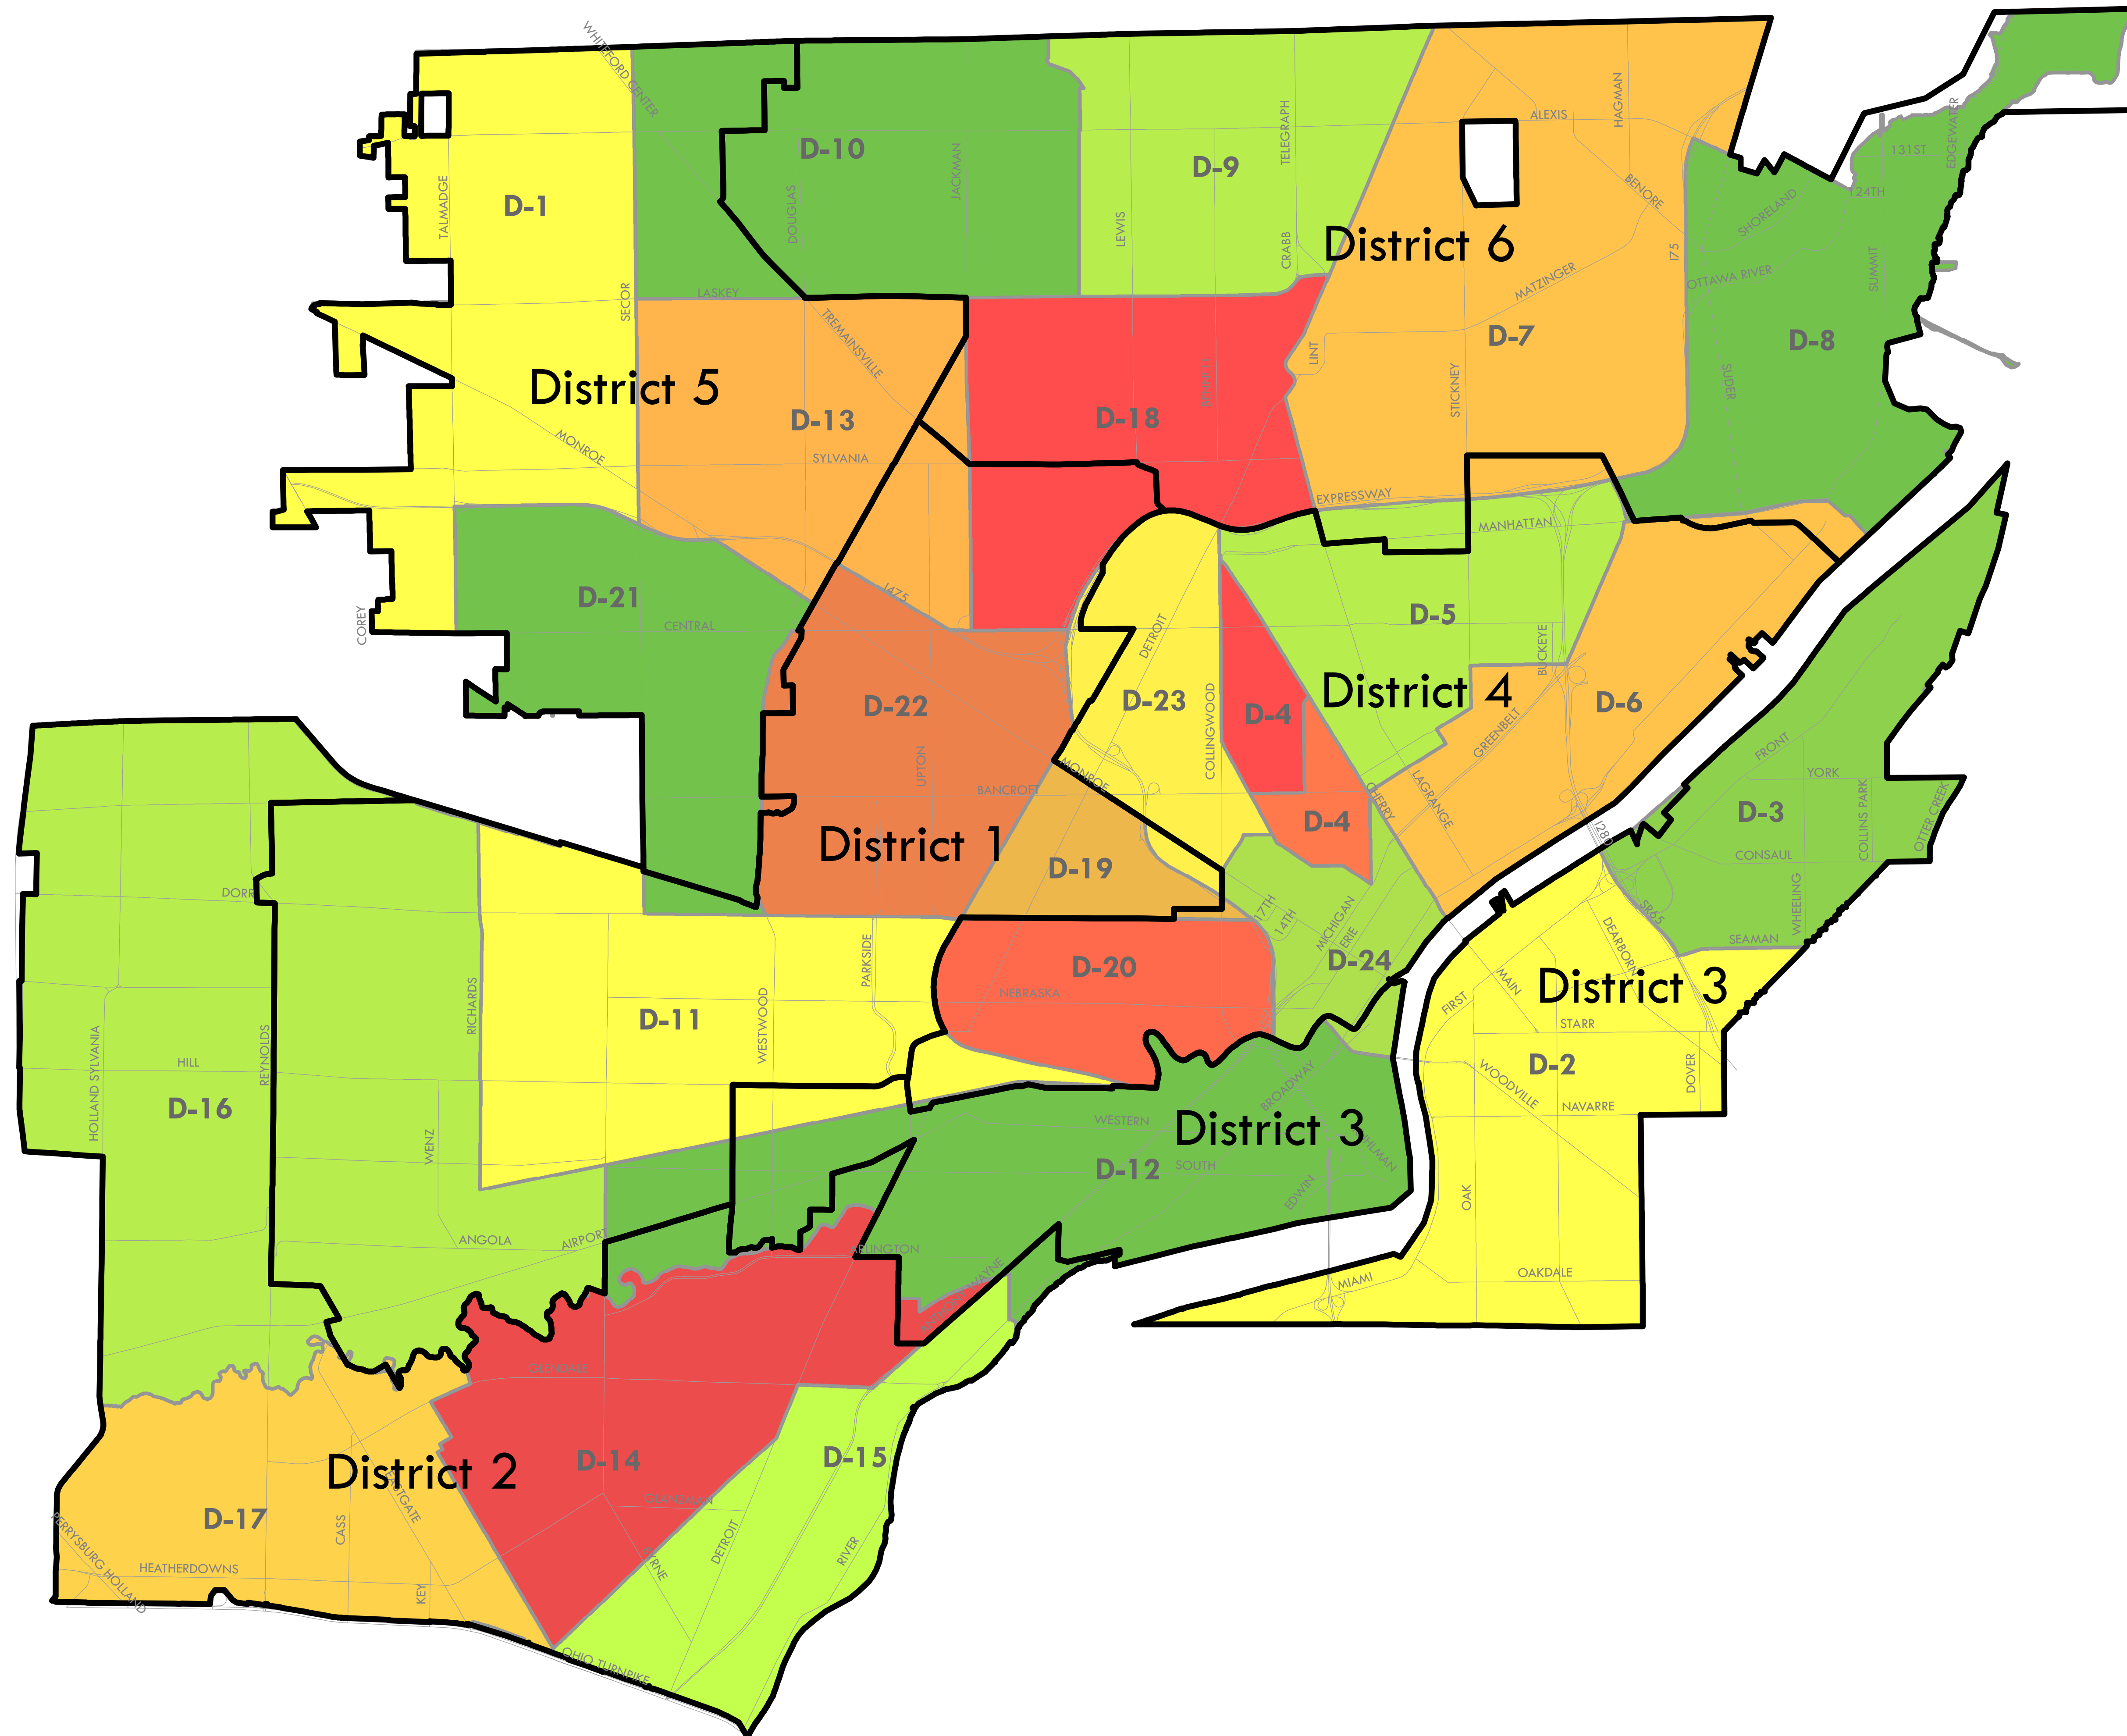 WHITEFORD CENTER
TALMADGE
D-1
DOUGLAS
D-10
JACKMAN
LEWIS
D-9
TELEGRAPH
CRABB
ALEXIS
HAGMAN
BENORE
District 6
131ST
124TH
EDGEWATER
SHORELAND
I75
OTTAWA RIVER
SUMMIT
SECOR
LASKEY
TREMAINSVILLE
MATZINGER
D-7
D-8
LINT
STICKNEY
SUDER
District 5
D-13
D-18
MONROE
SYLVANIA
EXPRESSWAY
MANHATTAN
D-21
COREY
CENTRAL
I475
DETROIT
D-5
BUCKEYE
D-22
D-23
COLLINGWOOD
D-4
District 4
D-6
GREENBELT
FRONT
YORK
UPTON
BANCROFT
MONROE
CHERRY
LAGRANGE
D-4
I280
D-3
COLLINS PARK
OTTER CREEK
CONSAUL
District 1
D-19
DORR
17TH
14TH
MICHIGAN
ERIE
D-24
SR65
WHEELING
SEAMAN
DEARBORN
PARKSIDE
D-20
NEBRASKA
MAIN
FIRST
District 3
STARR
RICHARDS
D-11
WESTWOOD
HOLLAND SYLVANIA
HILL
REYNOLDS
D-16
WENZ
BROADWAY
WESTERN
District 3
D-12
SOUTH
EDWIN
D-2
WOODVILLE
NAVARRE
DOVER
OAK
ANGOLA
AIRPORT
ARLINGTON
MIAMI
OAKDALE
GLENDALE
District 2
D-14
D-15
D-17
EASTGATE
CASS
GLANZMAN
DETROIT
RIVER
BYRNE
PERRYSBURG HOLLAND
HEATHERDOWNS
KEY
OHIO TURNPIKE